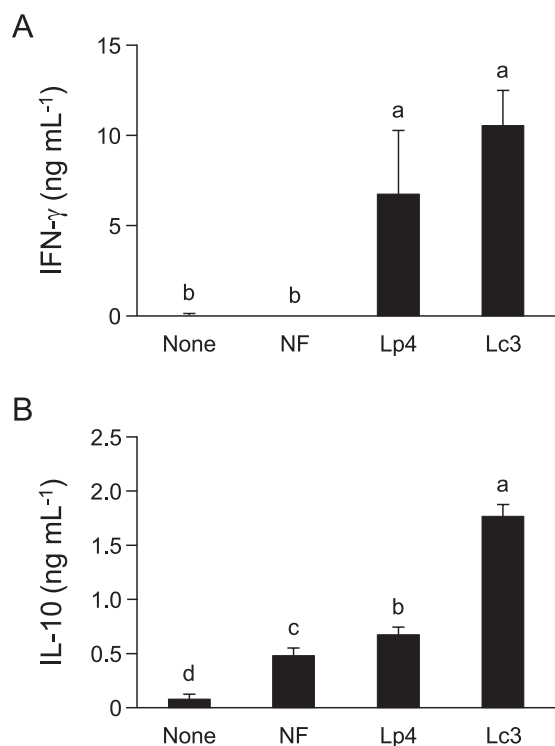 A
IFN-γ (ng mL⁻¹)
15
10
5
0
b
b
a
a
None NF Lp4 Lc3
B
IL-10 (ng mL⁻¹)
2.5
2.0
1.5
1.0
0.5
0
d
c
b
a
None NF Lp4 Lc3